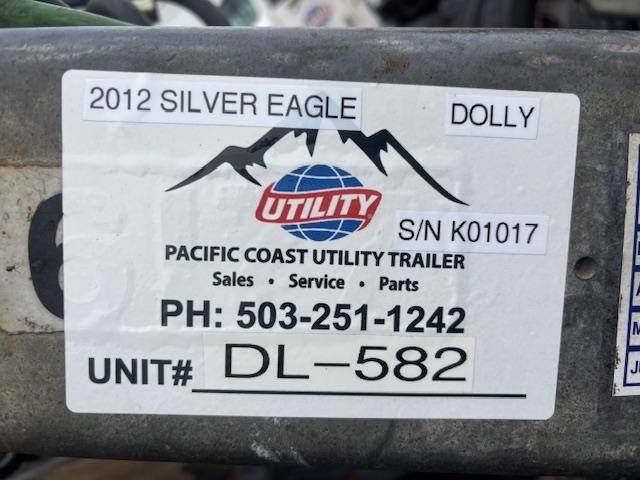 2012 SILVER EAGLE
DOLLY
UTILITY
S/N K01017
PACIFIC COAST UTILITY TRAILER
Sales • Service • Parts
PH: 503-251-1242
UNIT# DL-582